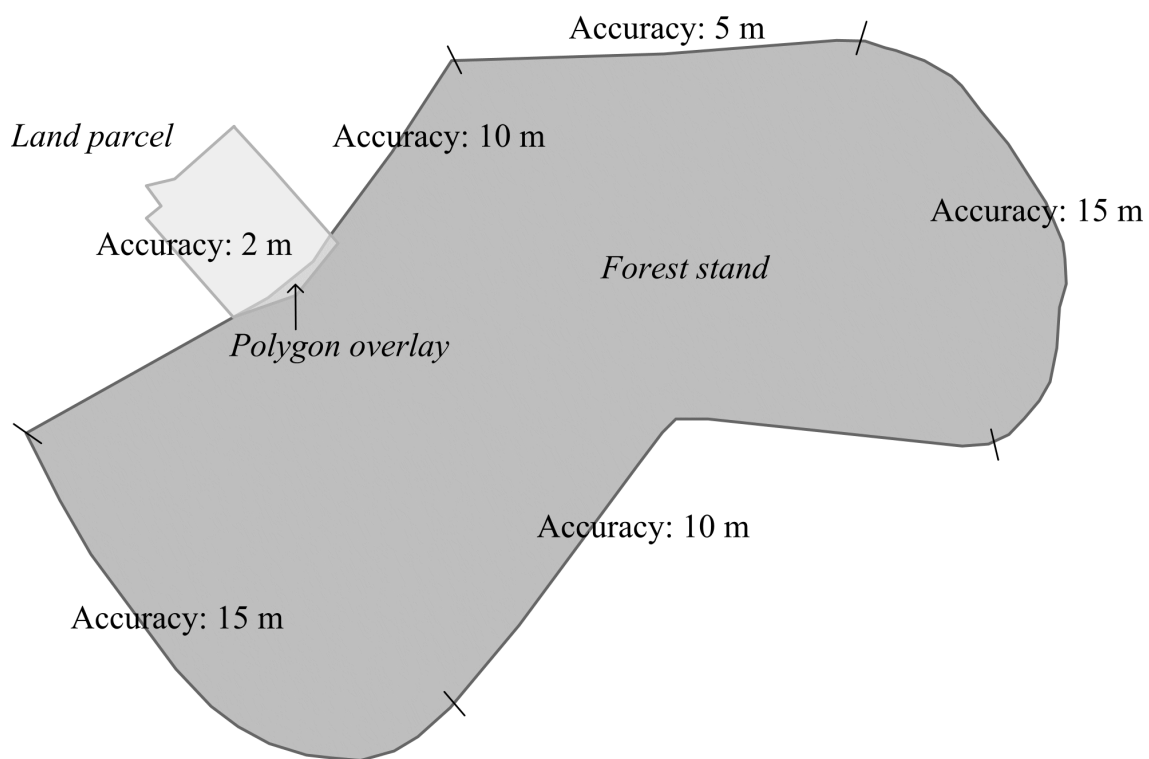 Accuracy: 5 m
Land parcel
Accuracy: 10 m
Accuracy: 15 m
Accuracy: 2 m
Forest stand
Polygon overlay
Accuracy: 10 m
Accuracy: 15 m